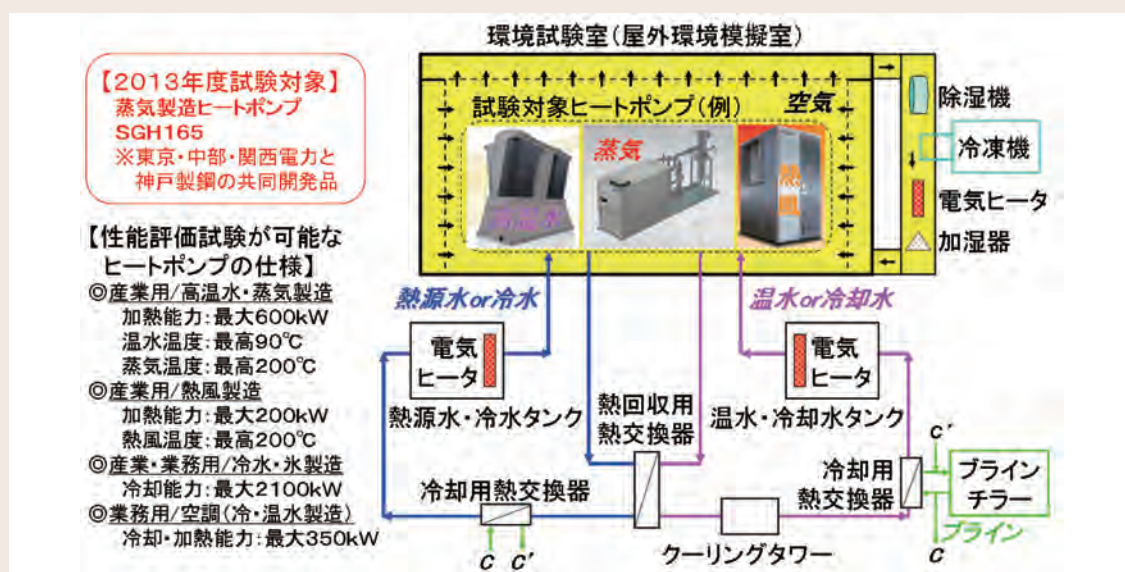 環境試験室(屋外環境模擬室)
【2013年度試験対象】
蒸気製造ヒートポンプ
SGH165
※東京・中部・関西電力と
神戸製鋼の共同開発品
【性能評価試験が可能な
ヒートポンプの仕様】
◎産業用/高温水・蒸気製造
加熱能力:最大600kW
温水温度:最高90℃
蒸気温度:最高200℃
◎産業用/熱風製造
加熱能力:最大200kW
熱風温度:最高200℃
◎産業・業務用/冷水・氷製造
冷却能力:最大2100kW
◎業務用/空調(冷・温水製造)
冷却・加熱能力:最大350kW
試験対象ヒートポンプ(例)
空気
高温水
蒸気
熱風
除湿機
冷凍機
電気ヒータ
加湿器
熱源水or冷水
温水or冷却水
電気
ヒータ
熱源水・冷水タンク
電気
ヒータ
温水・冷却水タンク
熱回収用
熱交換器
冷却用熱交換器
C C'
クーリングタワー
冷却用
熱交換器
C'
ブライン
チラー
ブライン
C